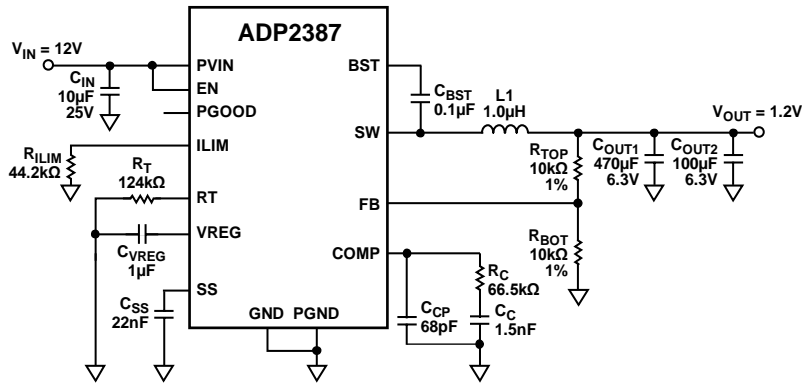 ADP2387
V_IN = 12V
C_IN
10µF
25V
PVIN
EN
PGOOD
ILIM
R_ILIM
44.2kΩ
R_T
124kΩ
RT
VREG
C_VREG
1µF
SS
C_SS
22nF
GND PGND
BST
C_BST
0.1µF
SW
L1
1.0µH
V_OUT = 1.2V
R_TOP
10kΩ
1%
C_OUT1
470µF
6.3V
C_OUT2
100µF
6.3V
FB
R_BOT
10kΩ
1%
COMP
R_C
66.5kΩ
C_CP
68pF
C_C
1.5nF